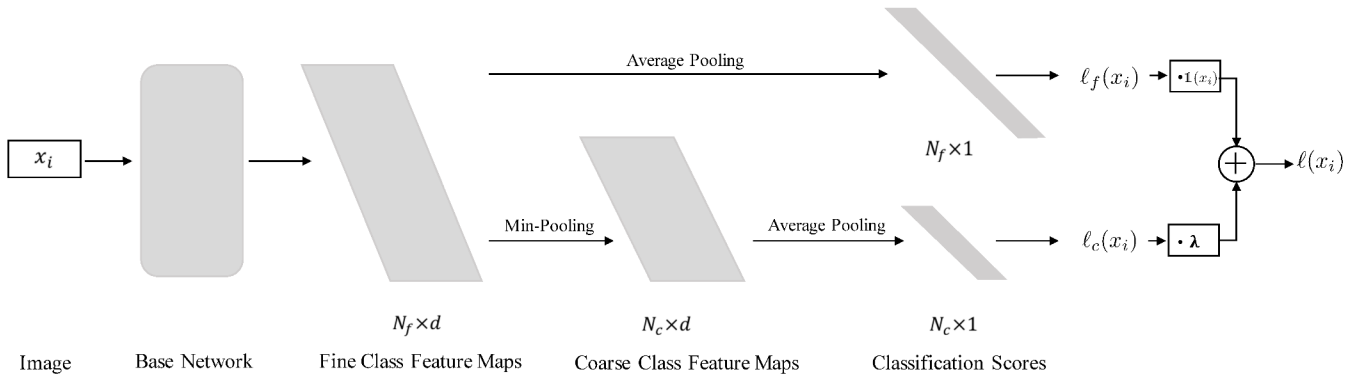 Average Pooling
ℓ_f(x_i)
•𝟙(x_i)
x_i
N_f×1
+
ℓ(x_i)
Min-Pooling
Average Pooling
ℓ_c(x_i)
• λ
N_f×d
N_c×d
N_c×1
Image
Base Network
Fine Class Feature Maps
Coarse Class Feature Maps
Classification Scores